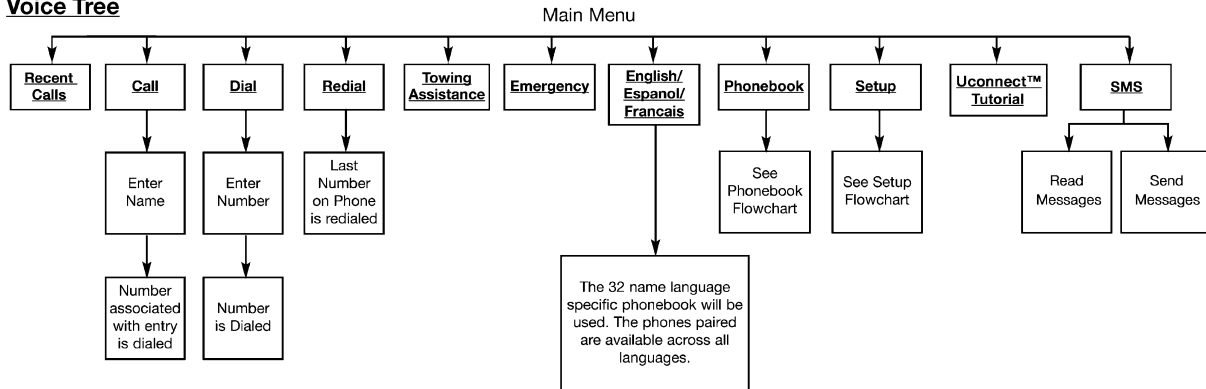 Voice Tree
Main Menu
Recent
Calls
Call
Dial
Redial
Towing
Assistance
Emergency
English/
Espanol/
Francais
Phonebook
Setup
Uconnect™
Tutorial
SMS
Enter
Name
Enter
Number
Last
Number
on Phone
is redialed
See
Phonebook
Flowchart
See Setup
Flowchart
Read
Messages
Send
Messages
Number
associated
with entry
is dialed
Number
is Dialed
The 32 name language
specific phonebook will be
used. The phones paired
are available across all
languages.